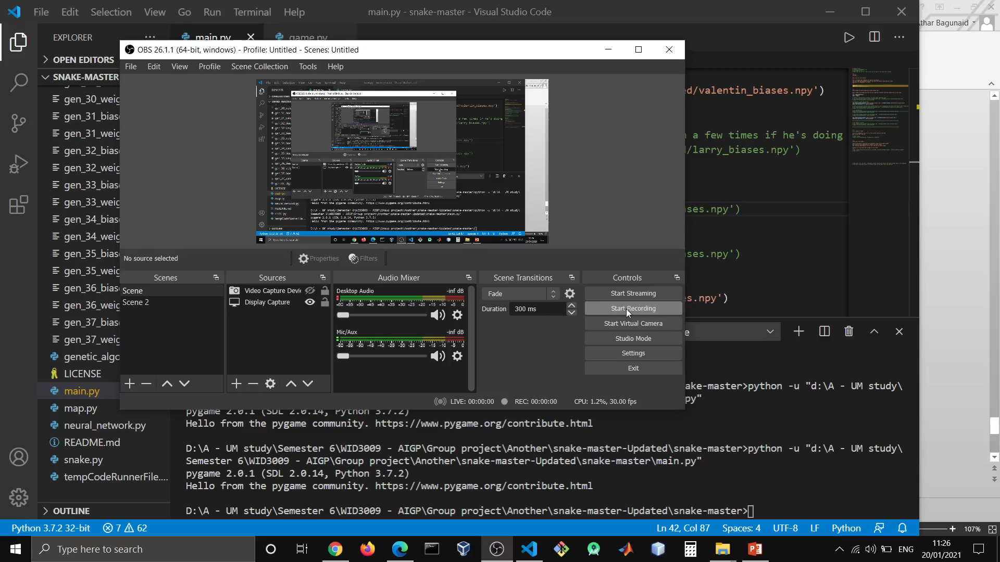 File Edit Selection View Go Run Terminal Help
main.py - snake-master - Visual Studio Code
Athar Bagunaid
EXPLORER
main.py
game.py
OPEN EDITORS
SNAKE-MASTER
gen_30_weig
gen_31_bias
gen_31_weig
gen_32_bias
gen_32_weig
gen_33_bias
gen_33_weig
gen_34_bias
gen_34_weig
gen_35_bias
gen_35_weig
gen_36_bias
gen_36_weig
gen_37_bias
gen_37_weig
genetic_algo
LICENSE
main.py
map.py
neural_network.py
README.md
snake.py
tempCodeRunnerFile....
OUTLINE
OBS 26.1.1 (64-bit, windows) - Profile: Untitled - Scenes: Untitled
File Edit View Profile Scene Collection Tools Help
No source selected
Properties
Filters
Scenes
Sources
Audio Mixer
Scene Transitions
Controls
Scene
Scene 2
Video Capture Devi
Display Capture
Desktop Audio
-inf dB
-60 -55 -50 -45 -40 -35 -30 -25 -20 -15 -10 -5 0
Mic/Aux
-inf dB
-60 -55 -50 -45 -40 -35 -30 -25 -20 -15 -10 -5 0
Fade
Duration 300 ms
Start Streaming
Start Recording
Start Virtual Camera
Studio Mode
Settings
Exit
LIVE: 00:00:00
REC: 00:00:00
CPU: 1.2%, 30.00 fps
ed/valentin_biases.npy')
a few times if he's doing
d/larry_biases.npy')
ses.npy')
ses.npy')
s.npy')
ake-master>python -u "d:\A - UM study\
py"
pygame 2.0.1 (SDL 2.0.14, Python 3.7.2)
Hello from the pygame community. https://www.pygame.org/contribute.html
D:\A - UM study\Semester 6\WID3009 - AIGP\Group project\Another\snake-master-Updated\snake-master>python -u "d:\A - UM study\
Semester 6\WID3009 - AIGP\Group project\Another\snake-master-Updated\snake-master\main.py"
pygame 2.0.1 (SDL 2.0.14, Python 3.7.2)
Hello from the pygame community. https://www.pygame.org/contribute.html
D:\A - UM study\Semester 6\WID3009 - AIGP\Group project\Another\snake-master-Updated\snake-master>
Python 3.7.2 32-bit
7
62
Ln 42, Col 87
Spaces: 4
UTF-8
LF
Python
107%
Type here to search
ENG
11:26
20/01/2021